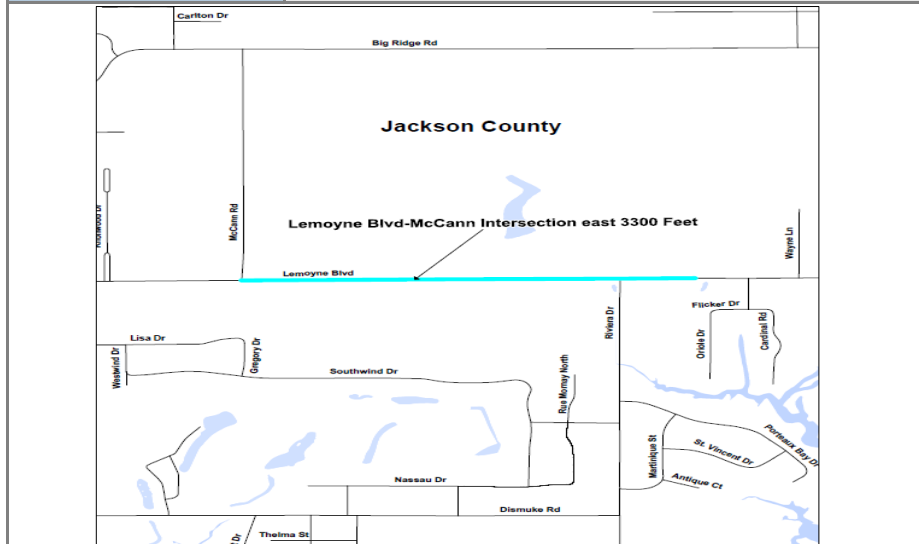 Carlton Dr
Big Ridge Rd
Jackson County
McCann Rd
Lemoyne Blvd-McCann Intersection east 3300 Feet
Wayne Ln
Lemoyne Blvd
Flicker Dr
Riviera Dr
Oriole Dr
Cardinal Rd
Lisa Dr
Westwind Dr
Gregory Dr
Southwind Dr
Rue Mornay North
Martinique St
St. Vincent Dr
Porteaux Bay Dr
Antique Ct
Nassau Dr
Dismuke Rd
Thelma St
Dr